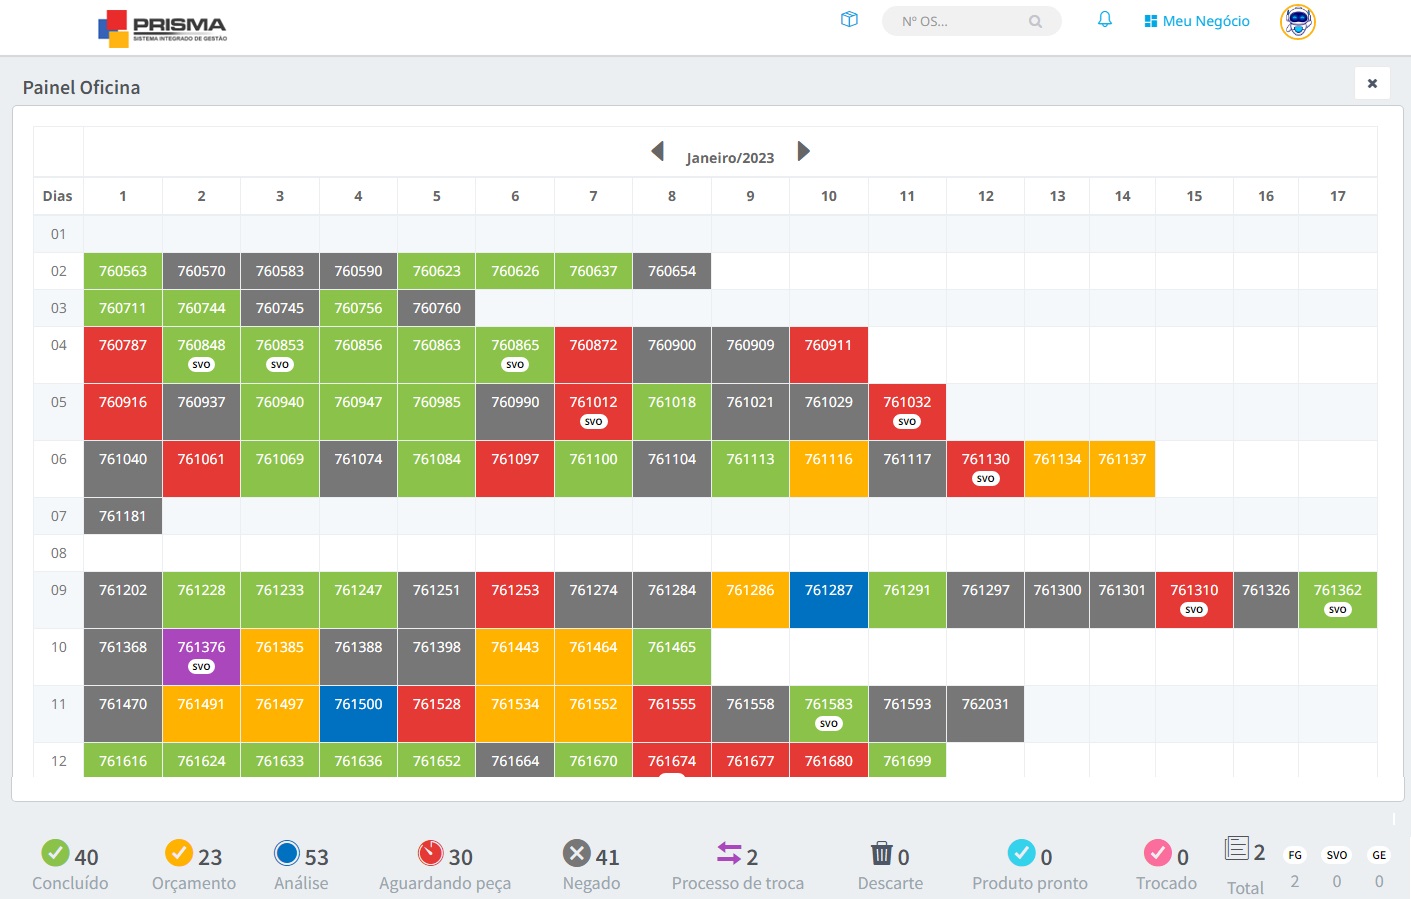 PRISMA
SISTEMA INTEGRADO DE GESTÃO
Nº OS...
Meu Negócio
Painel Oficina
Janeiro/2023
Dias 1 2 3 4 5 6 7 8 9 10 11 12 13 14 15 16 17
01
02 760563 760570 760583 760590 760623 760626 760637 760654
03 760711 760744 760745 760756 760760
04 760787 760848 760853 760856 760863 760865 760872 760900 760909 760911
SVO SVO SVO
05 760916 760937 760940 760947 760985 760990 761012 761018 761021 761029 761032
SVO SVO
06 761040 761061 761069 761074 761084 761097 761100 761104 761113 761116 761117 761130 761134 761137
SVO
07 761181
08
09 761202 761228 761233 761247 761251 761253 761274 761284 761286 761287 761291 761297 761300 761301 761310 761326 761362
SVO SVO
10 761368 761376 761385 761388 761398 761443 761464 761465
SVO
11 761470 761491 761497 761500 761528 761534 761552 761555 761558 761583 761593 762031
SVO
12 761616 761624 761633 761636 761652 761664 761670 761674 761677 761680 761699
40 23 53 30 41 2 0 0 0 2 FG SVO GE
Concluído Orçamento Análise Aguardando peça Negado Processo de troca Descarte Produto pronto Trocado Total 2 0 0